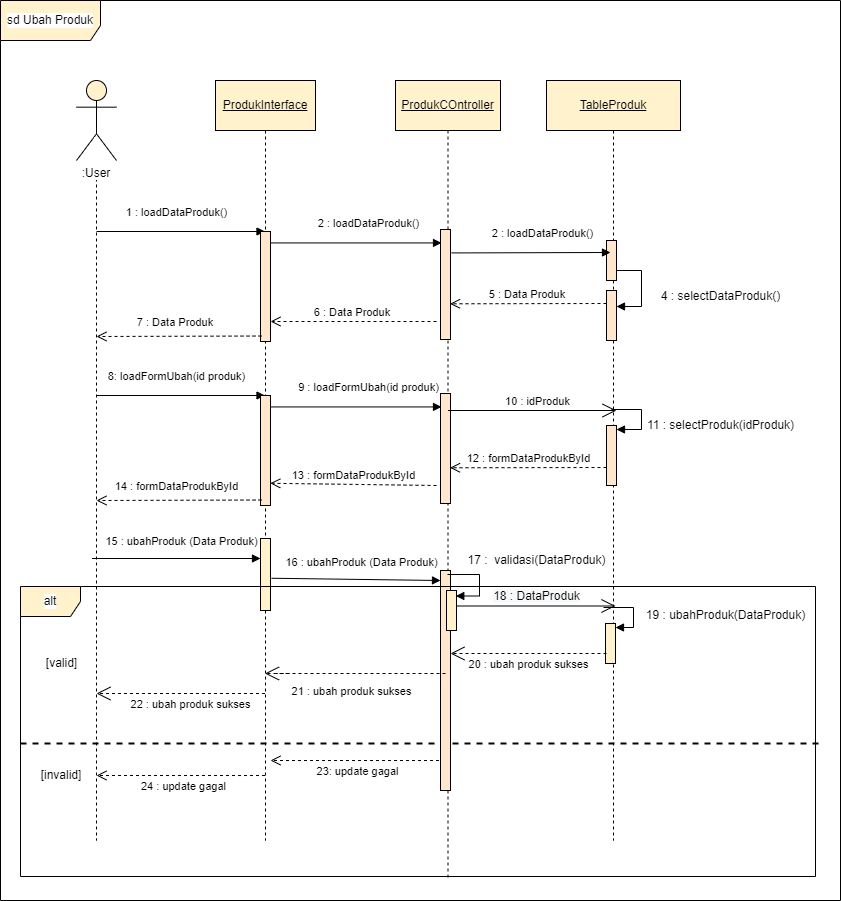 sd Ubah Produk
ProdukInterface
ProdukCOntroller
TableProduk
:User
1 : loadDataProduk()
2 : loadDataProduk()
2 : loadDataProduk()
4 : selectDataProduk()
5 : Data Produk
6 : Data Produk
7 : Data Produk
8: loadFormUbah(id produk)
9 : loadFormUbah(id produk)
10 : idProduk
11 : selectProduk(idProduk)
12 : formDataProdukById
13 : formDataProdukById
14 : formDataProdukById
15 : ubahProduk (Data Produk)
16 : ubahProduk (Data Produk)
17 : validasi(DataProduk)
alt
18 : DataProduk
19 : ubahProduk(DataProduk)
[valid]
20 : ubah produk sukses
21 : ubah produk sukses
22 : ubah produk sukses
[invalid]
23: update gagal
24 : update gagal